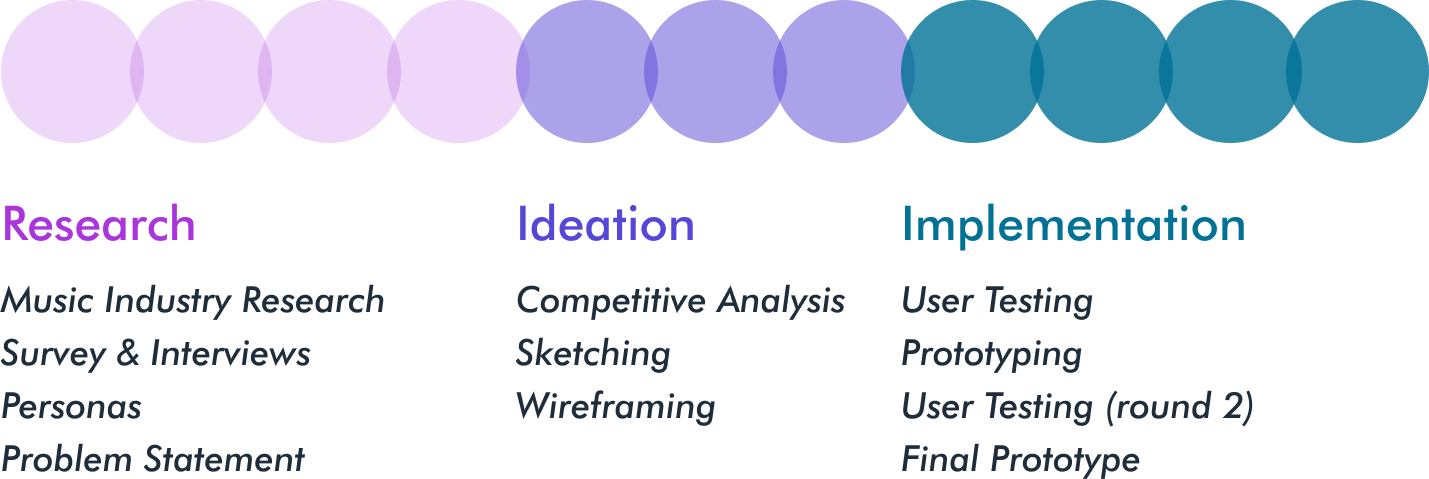 Research
Music Industry Research
Survey & Interviews
Personas
Problem Statement
Ideation
Competitive Analysis
Sketching
Wireframing
Implementation
User Testing
Prototyping
User Testing (round 2)
Final Prototype